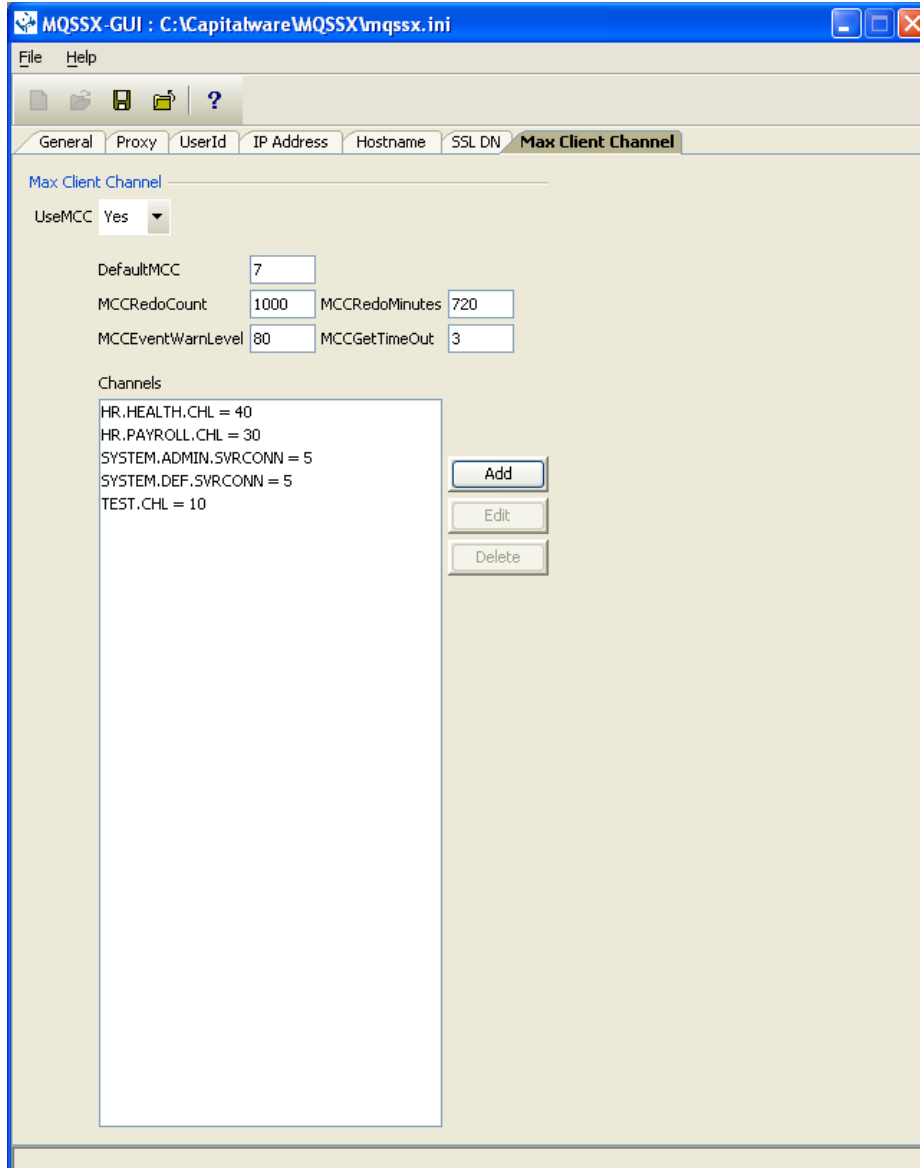 MQSSX-GUI : C:\Capitalware\MQSSX\mqssx.ini
File Help
?
General Proxy UserId IP Address Hostname SSL DN Max Client Channel
Max Client Channel
UseMCC Yes
DefaultMCC 7
MCCRedoCount 1000 MCCRedoMinutes 720
MCCEventWarnLevel 80 MCCGetTimeOut 3
Channels
HR.HEALTH.CHL = 40
HR.PAYROLL.CHL = 30
SYSTEM.ADMIN.SVRCONN = 5
SYSTEM.DEF.SVRCONN = 5
TEST.CHL = 10
Add
Edit
Delete